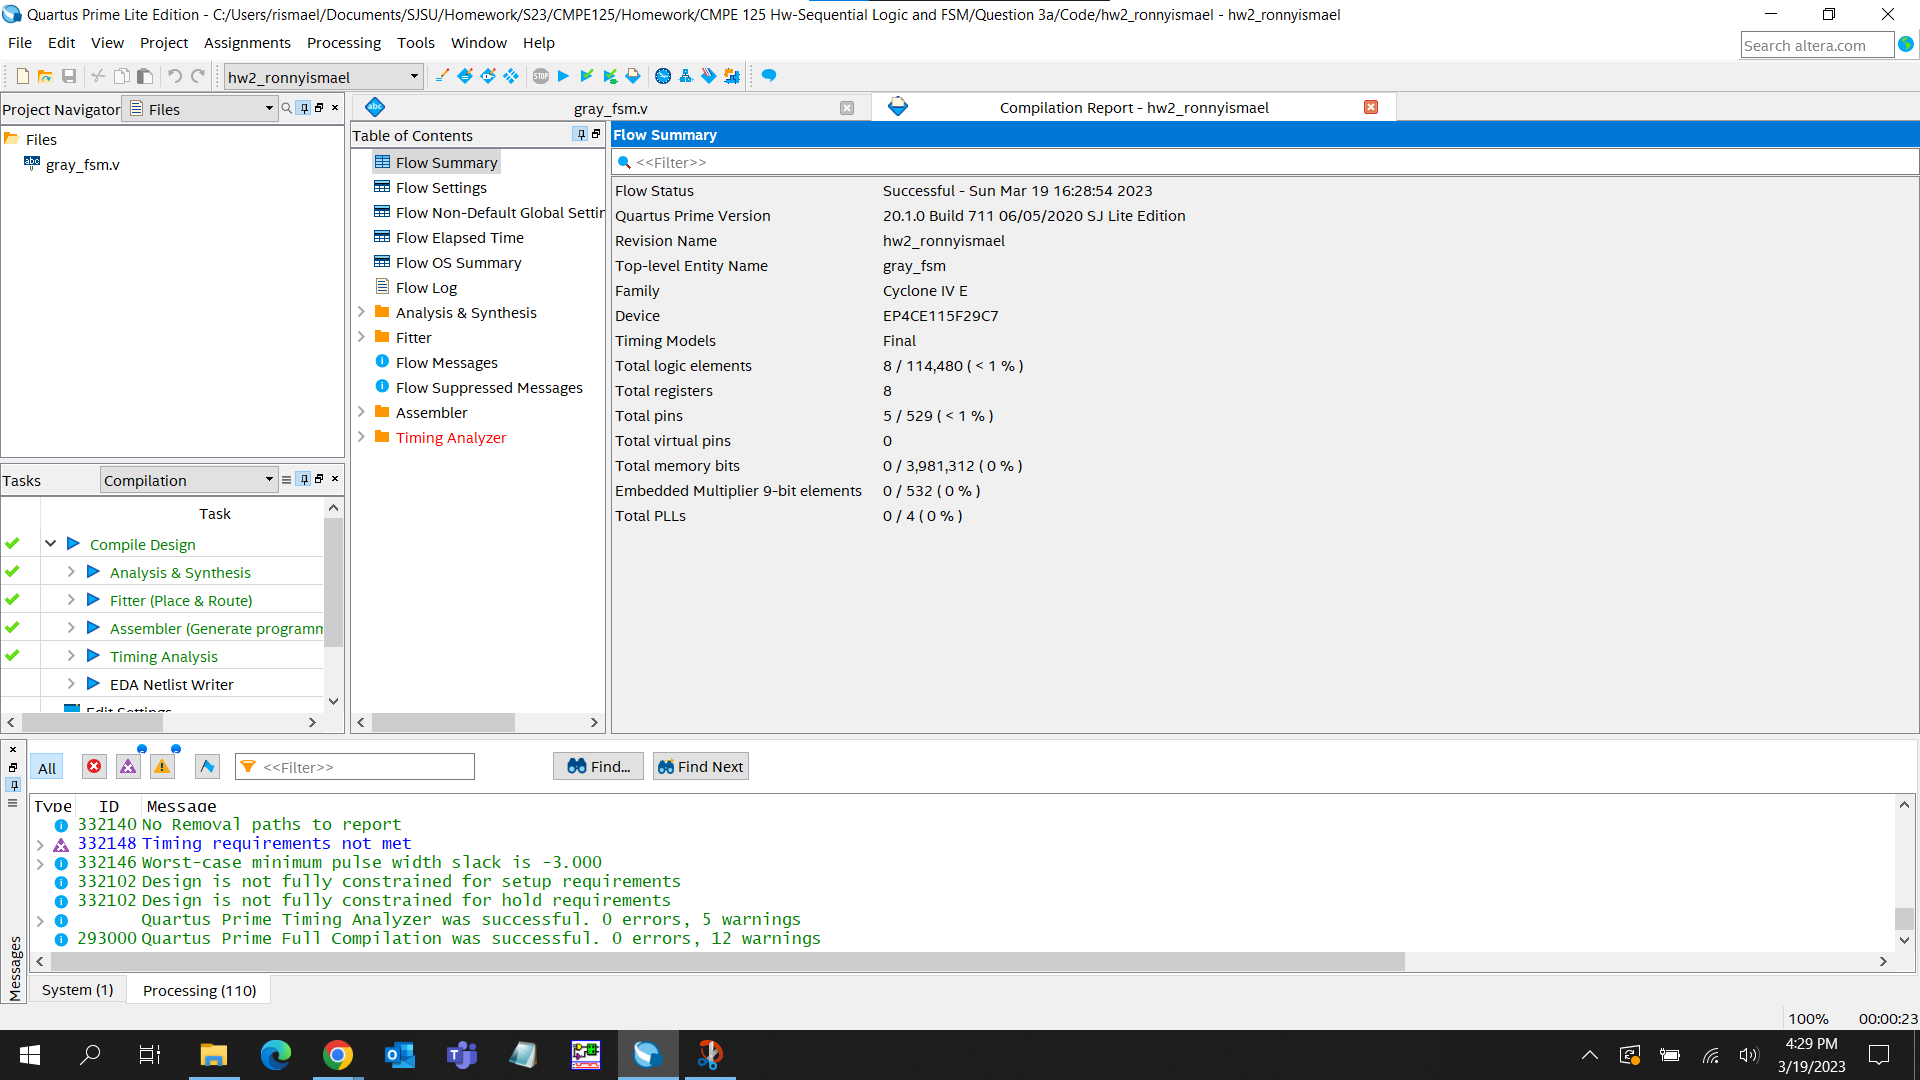 Quartus Prime Lite Edition - C:/Users/rismael/Documents/SJSU/Homework/S23/CMPE125/Homework/CMPE 125 Hw-Sequential Logic and FSM/Question 3a/Code/hw2_ronnyismael - hw2_ronnyismael
File Edit View Project Assignments Processing Tools Window Help
Search altera.com
hw2_ronnyismael
Project Navigator Files
Files
gray_fsm.v
Tasks Compilation
Task
Compile Design
Analysis & Synthesis
Fitter (Place & Route)
Assembler (Generate programm
Timing Analysis
EDA Netlist Writer
Edit Settings
gray_fsm.v
Compilation Report - hw2_ronnyismael
Table of Contents
Flow Summary
Flow Settings
Flow Non-Default Global Settin
Flow Elapsed Time
Flow OS Summary
Flow Log
Analysis & Synthesis
Fitter
Flow Messages
Flow Suppressed Messages
Assembler
Timing Analyzer
Flow Summary
<<Filter>>
Flow Status Successful - Sun Mar 19 16:28:54 2023
Quartus Prime Version 20.1.0 Build 711 06/05/2020 SJ Lite Edition
Revision Name hw2_ronnyismael
Top-level Entity Name gray_fsm
Family Cyclone IV E
Device EP4CE115F29C7
Timing Models Final
Total logic elements 8 / 114,480 ( < 1 % )
Total registers 8
Total pins 5 / 529 ( < 1 % )
Total virtual pins 0
Total memory bits 0 / 3,981,312 ( 0 % )
Embedded Multiplier 9-bit elements 0 / 532 ( 0 % )
Total PLLs 0 / 4 ( 0 % )
All <<Filter>> Find... Find Next
Type ID Message
332140 No Removal paths to report
332148 Timing requirements not met
332146 Worst-case minimum pulse width slack is -3.000
332102 Design is not fully constrained for setup requirements
332102 Design is not fully constrained for hold requirements
Quartus Prime Timing Analyzer was successful. 0 errors, 5 warnings
293000 Quartus Prime Full Compilation was successful. 0 errors, 12 warnings
Messages
System (1) Processing (110)
100% 00:00:23
4:29 PM
3/19/2023